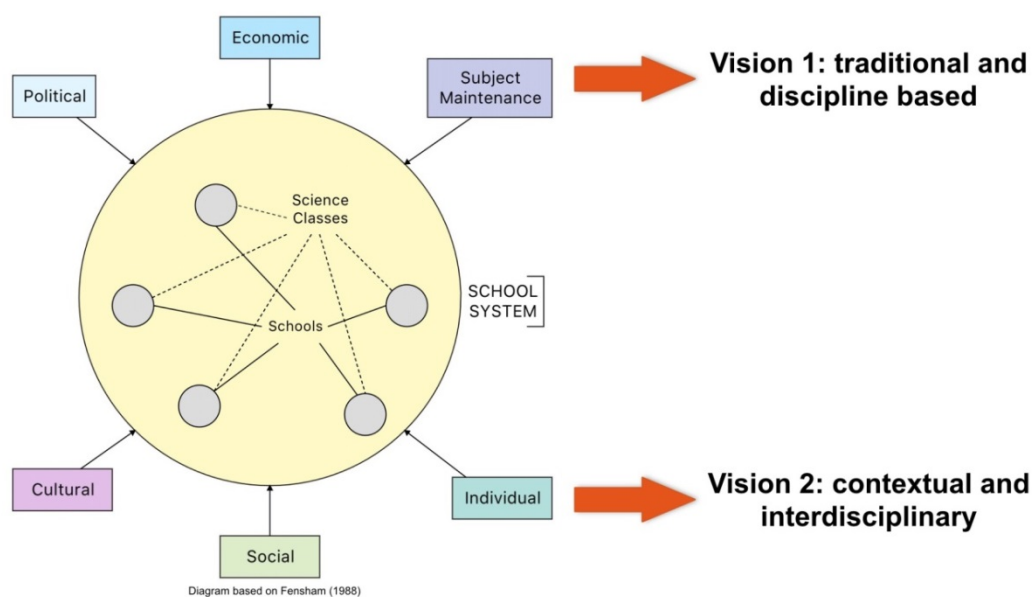 Economic
Political
Subject
Maintenance
Vision 1: traditional and
discipline based
Science
Classes
SCHOOL
SYSTEM
Schools
Cultural
Individual
Social
Vision 2: contextual and
interdisciplinary
Diagram based on Fensham (1988)